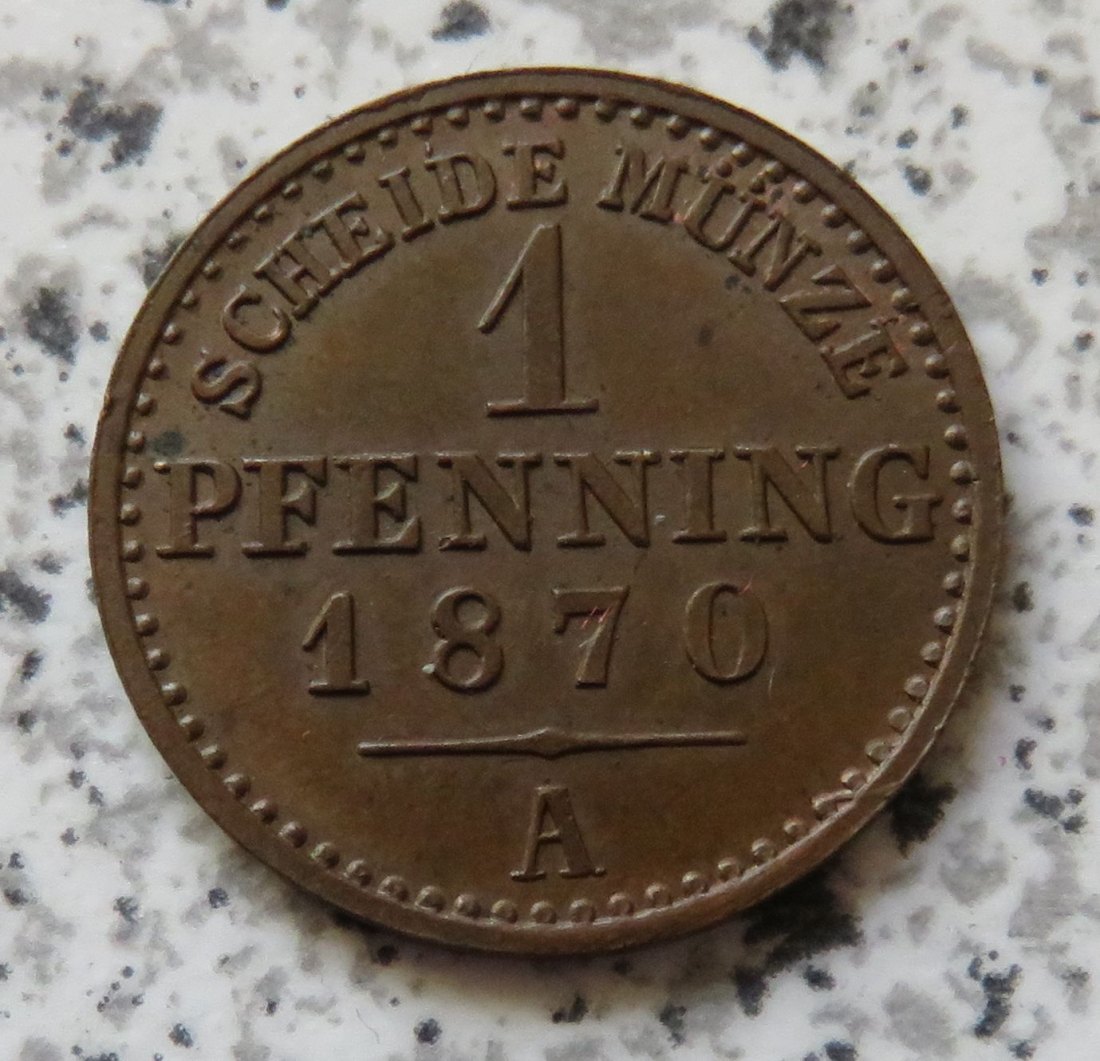 SCHEIDE MÜNZE
1
PFENNING
1870
A